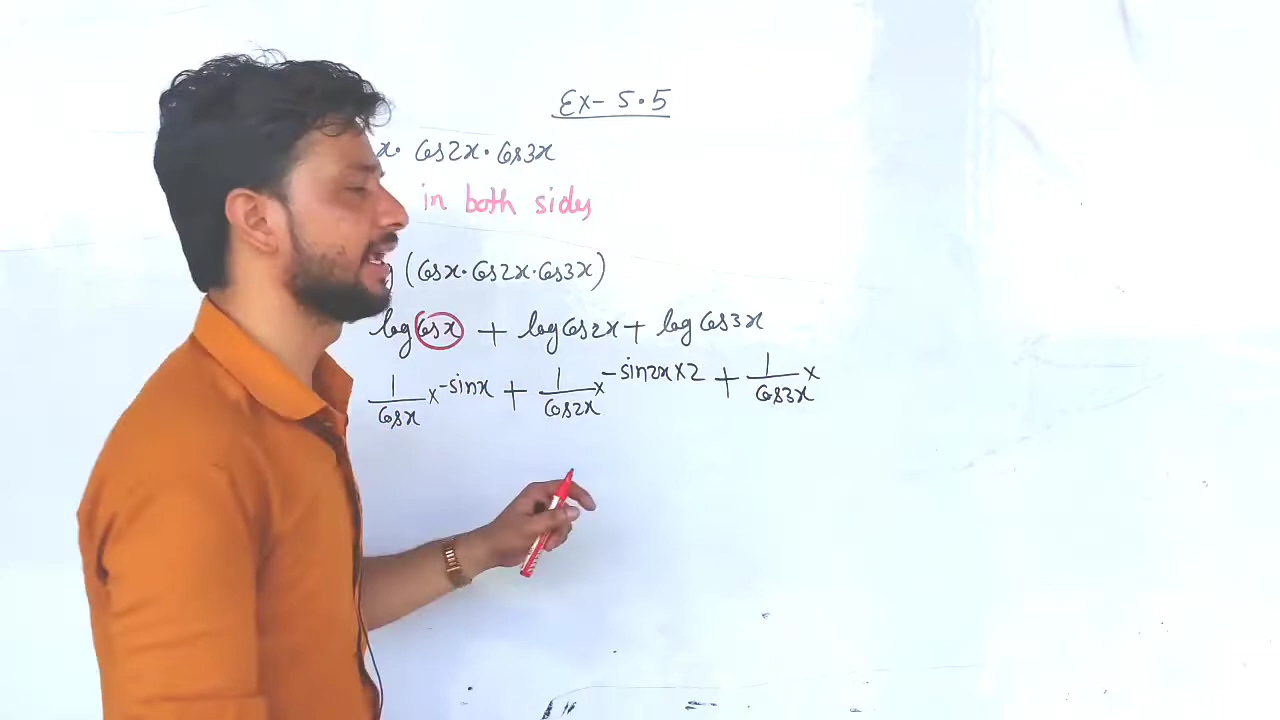 Ex- 5.5
x. Cos2x. Cos3x
in both sides
(Cosx. Cos2x. Cos3x)
log Cosx + log Cos2x + log Cos3x
1/Cosx × -sinx + 1/Cos2x × -sin2x×2 + 1/Cos3x ×